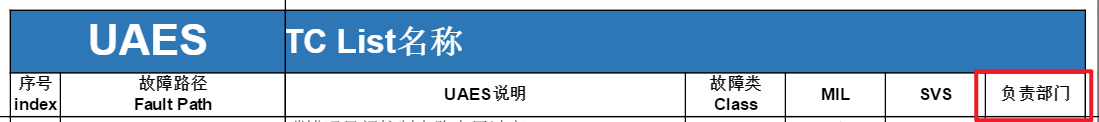 UAES TC List名称
序号 故障路径 UAES说明 故障类 MIL SVS 负责部门
index Fault Path Class